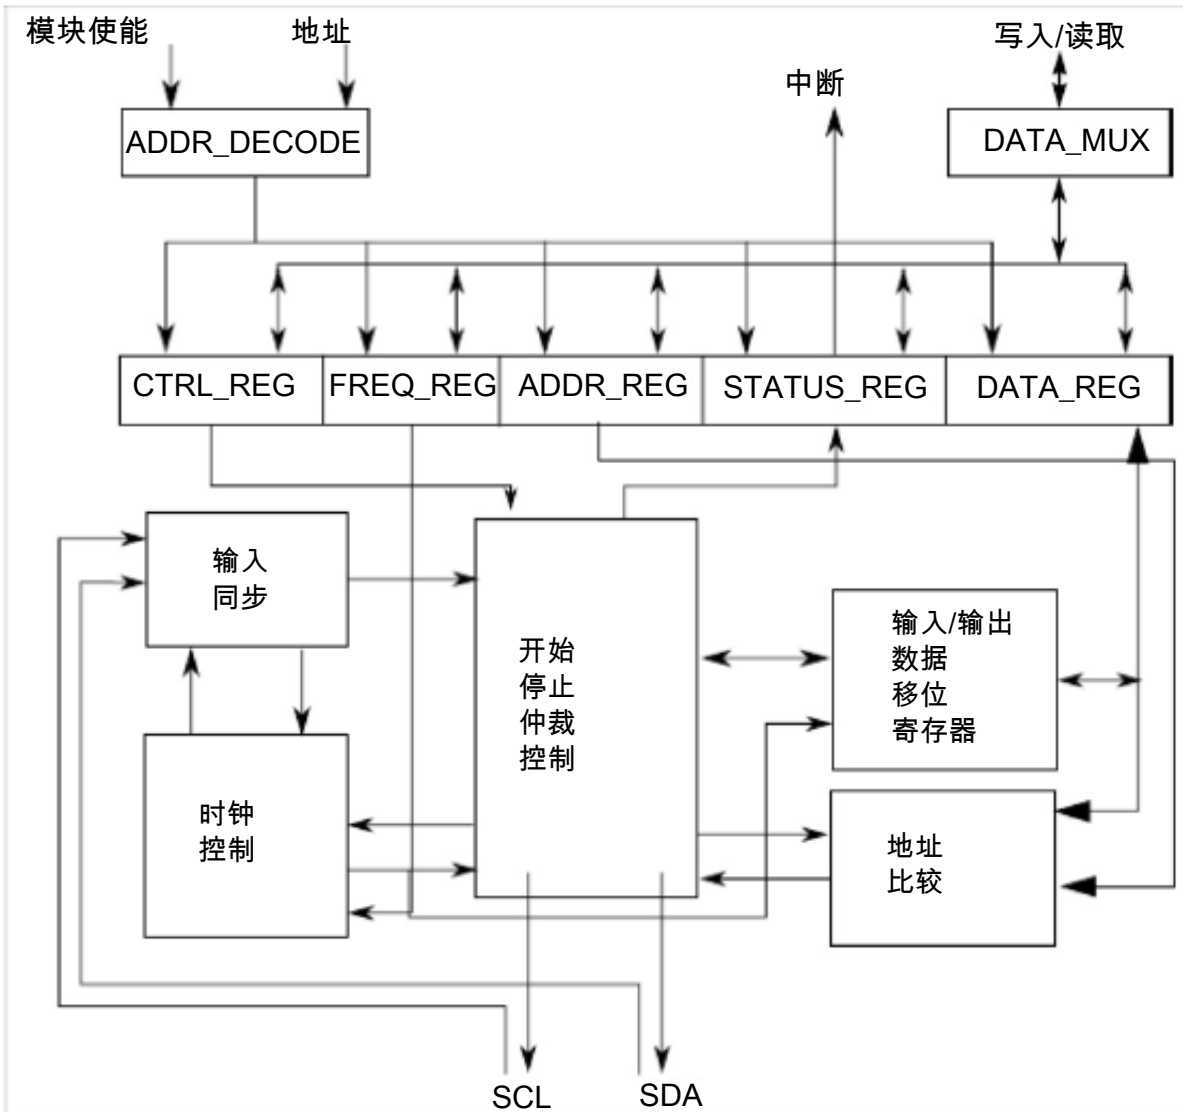 模块使能
地址
写入/读取
中断
ADDR_DECODE
DATA_MUX
CTRL_REG
FREQ_REG
ADDR_REG
STATUS_REG
DATA_REG
输入
同步
开始
停止
仲裁
控制
输入/输出
数据
移位
寄存器
时钟
控制
地址
比较
SCL
SDA